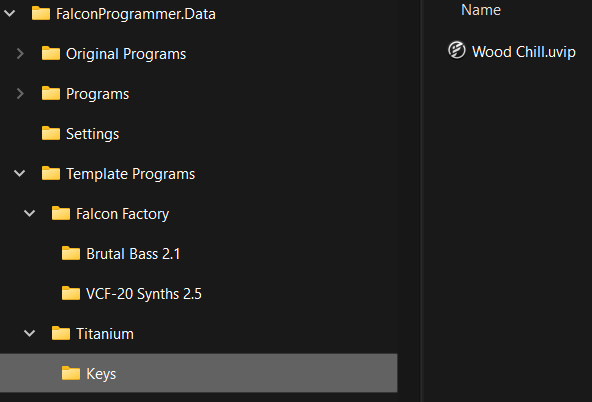 FalconProgrammer.Data
Original Programs
Programs
Settings
Template Programs
Falcon Factory
Brutal Bass 2.1
VCF-20 Synths 2.5
Titanium
Keys
Name
Wood Chill.uvip